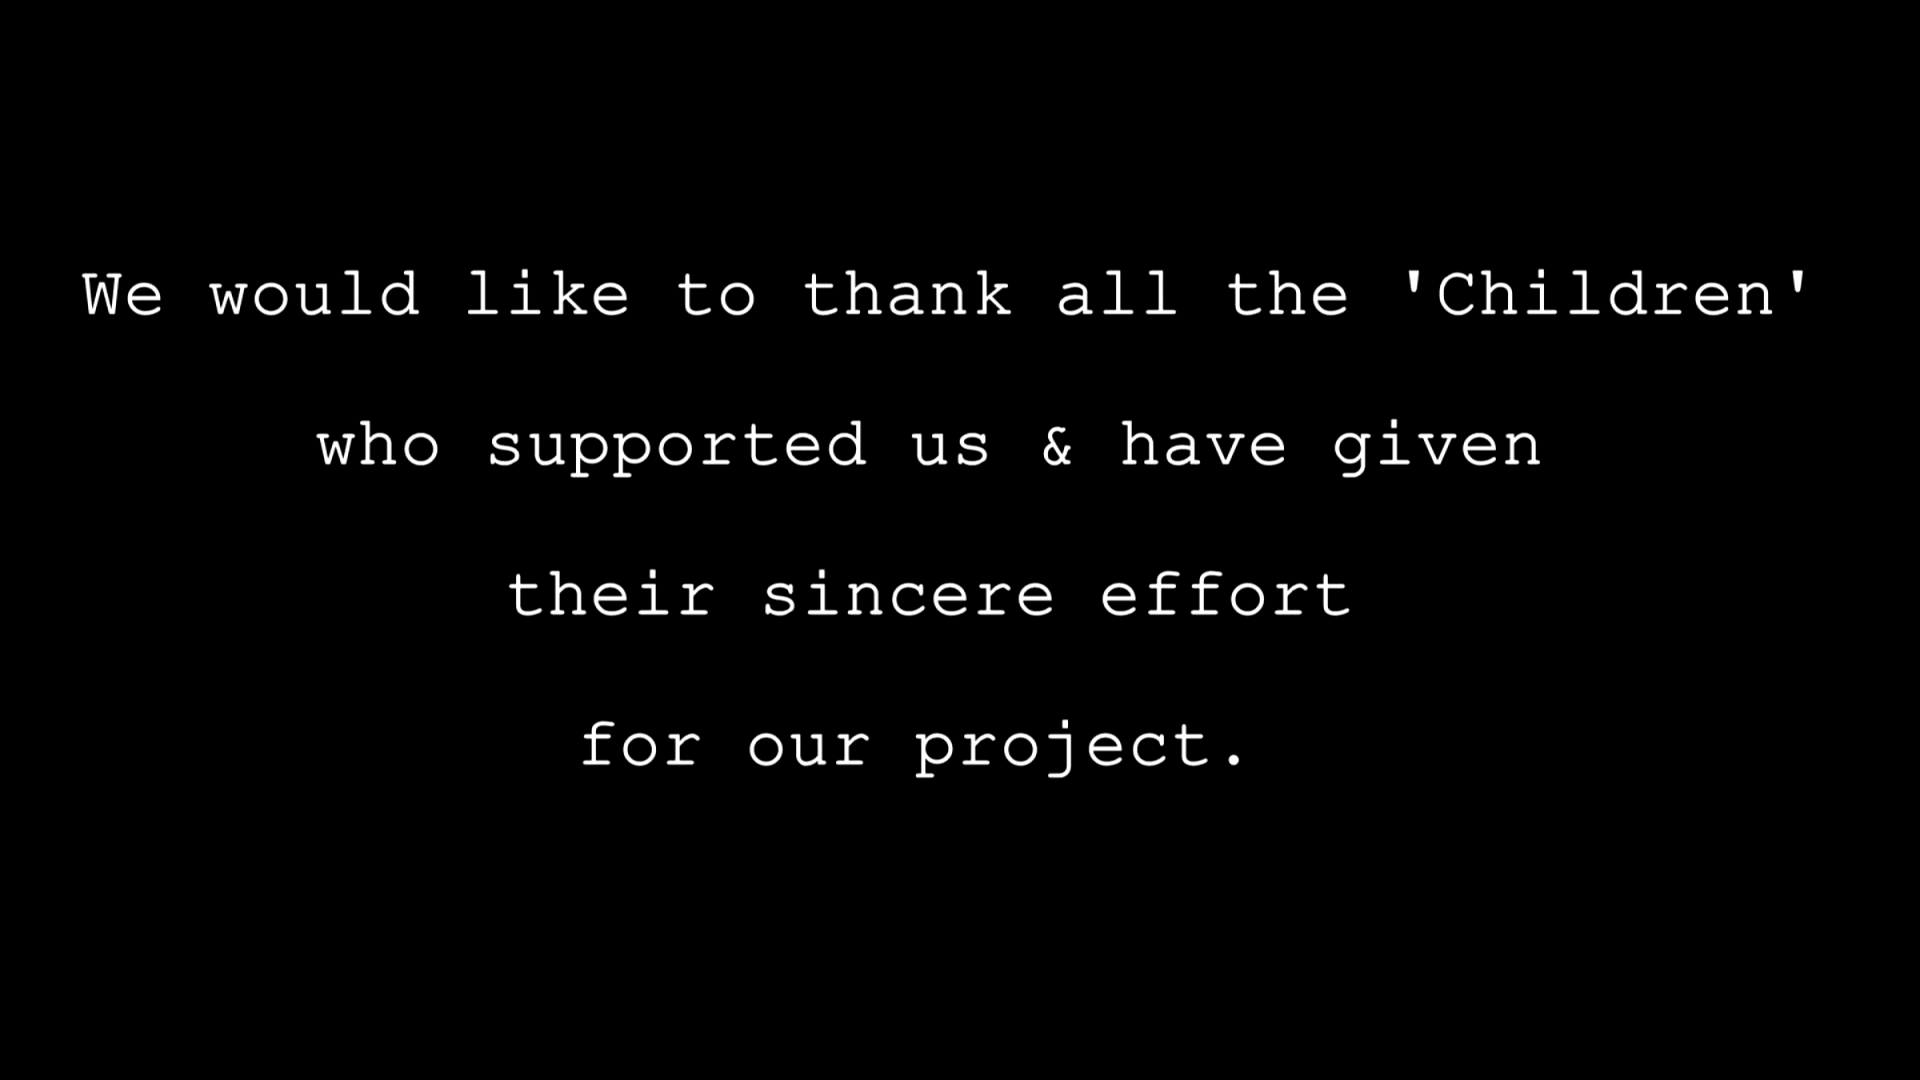 We would like to thank all the 'Children'
who supported us & have given
their sincere effort
for our project.